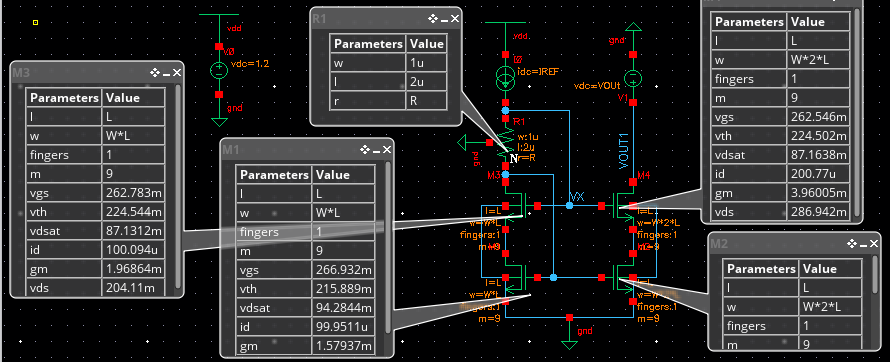 M3
Parameters Value
l L
w W*L
fingers 1
m 9
vgs 262.783m
vth 224.544m
vdsat 87.1312m
id 100.094u
gm 1.96864m
vds 204.11m
vdd
V0
vdc=1.2
gnd
M1
Parameters Value
l L
w W*L
fingers 1
m 9
vgs 266.932m
vth 215.889m
vdsat 94.2844m
id 99.9511u
gm 1.57937m
R1
Parameters Value
w 1u
l 2u
r R
vdd
idc=IREF
R1
w:1u
l:2u
r=R
gnd
M3
l=L
w=W*L
fingers:1
m=9
VX
gnd
vdc=VOUt
V1
VOUT1
M4
l=L
w=W*2*L
fingers:1
m=9
l=L
fingers:1
m=9
l=L
fingers:1
m=9
gnd
Parameters Value
l L
w W*2*L
fingers 1
m 9
vgs 262.546m
vth 224.502m
vdsat 87.1638m
id 200.77u
gm 3.96005m
vds 286.942m
M2
Parameters Value
l L
w W*2*L
fingers 1
m 9